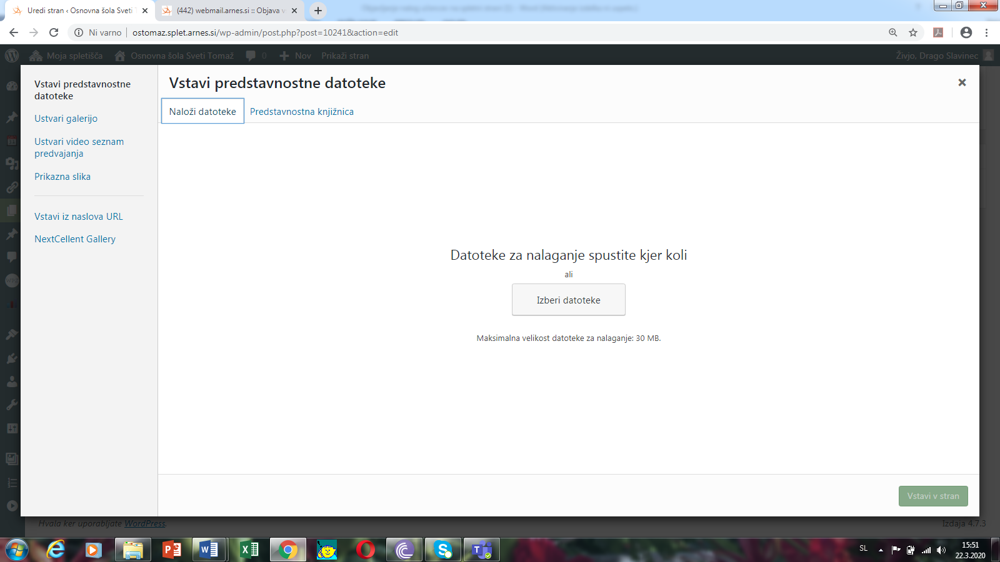 Uredi stran ‹ Osnovna šola Sveti
(442) webmail.arnes.si :: Objava
Ni varno
ostomaz.splet.arnes.si/wp-admin/post.php?post=10241&action=edit
Moja spletišča
Osnovna šola Sveti Tomaž
0
Nov
Prikaži stran
Živjo, Drago Slavinec
Vstavi predstavnostne
datoteke
Ustvari galerijo
Ustvari video seznam
predvajanja
Prikazna slika
Vstavi iz naslova URL
NextCellent Gallery
Vstavi predstavnostne datoteke
Naloži datoteke
Predstavnostna knjižnica
Datoteke za nalaganje spustite kjer koli
ali
Izberi datoteke
Maksimalna velikost datoteke za nalaganje: 30 MB.
Vstavi v stran
Hvala ker uporabljate WordPress.
Izdaja 4.7.3
SL
15:51
22.3.2020